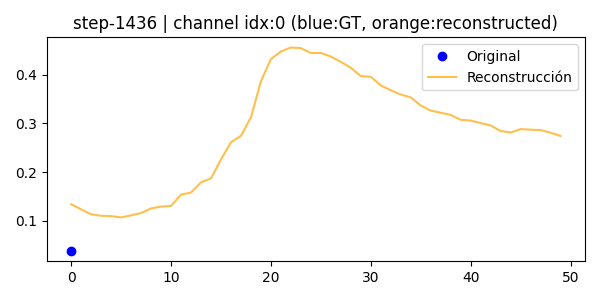 step-1436 | channel idx:0 (blue:GT, orange:reconstructed)
Original
Reconstrucción
0.4
0.3
0.2
0.1
0 10 20 30 40 50